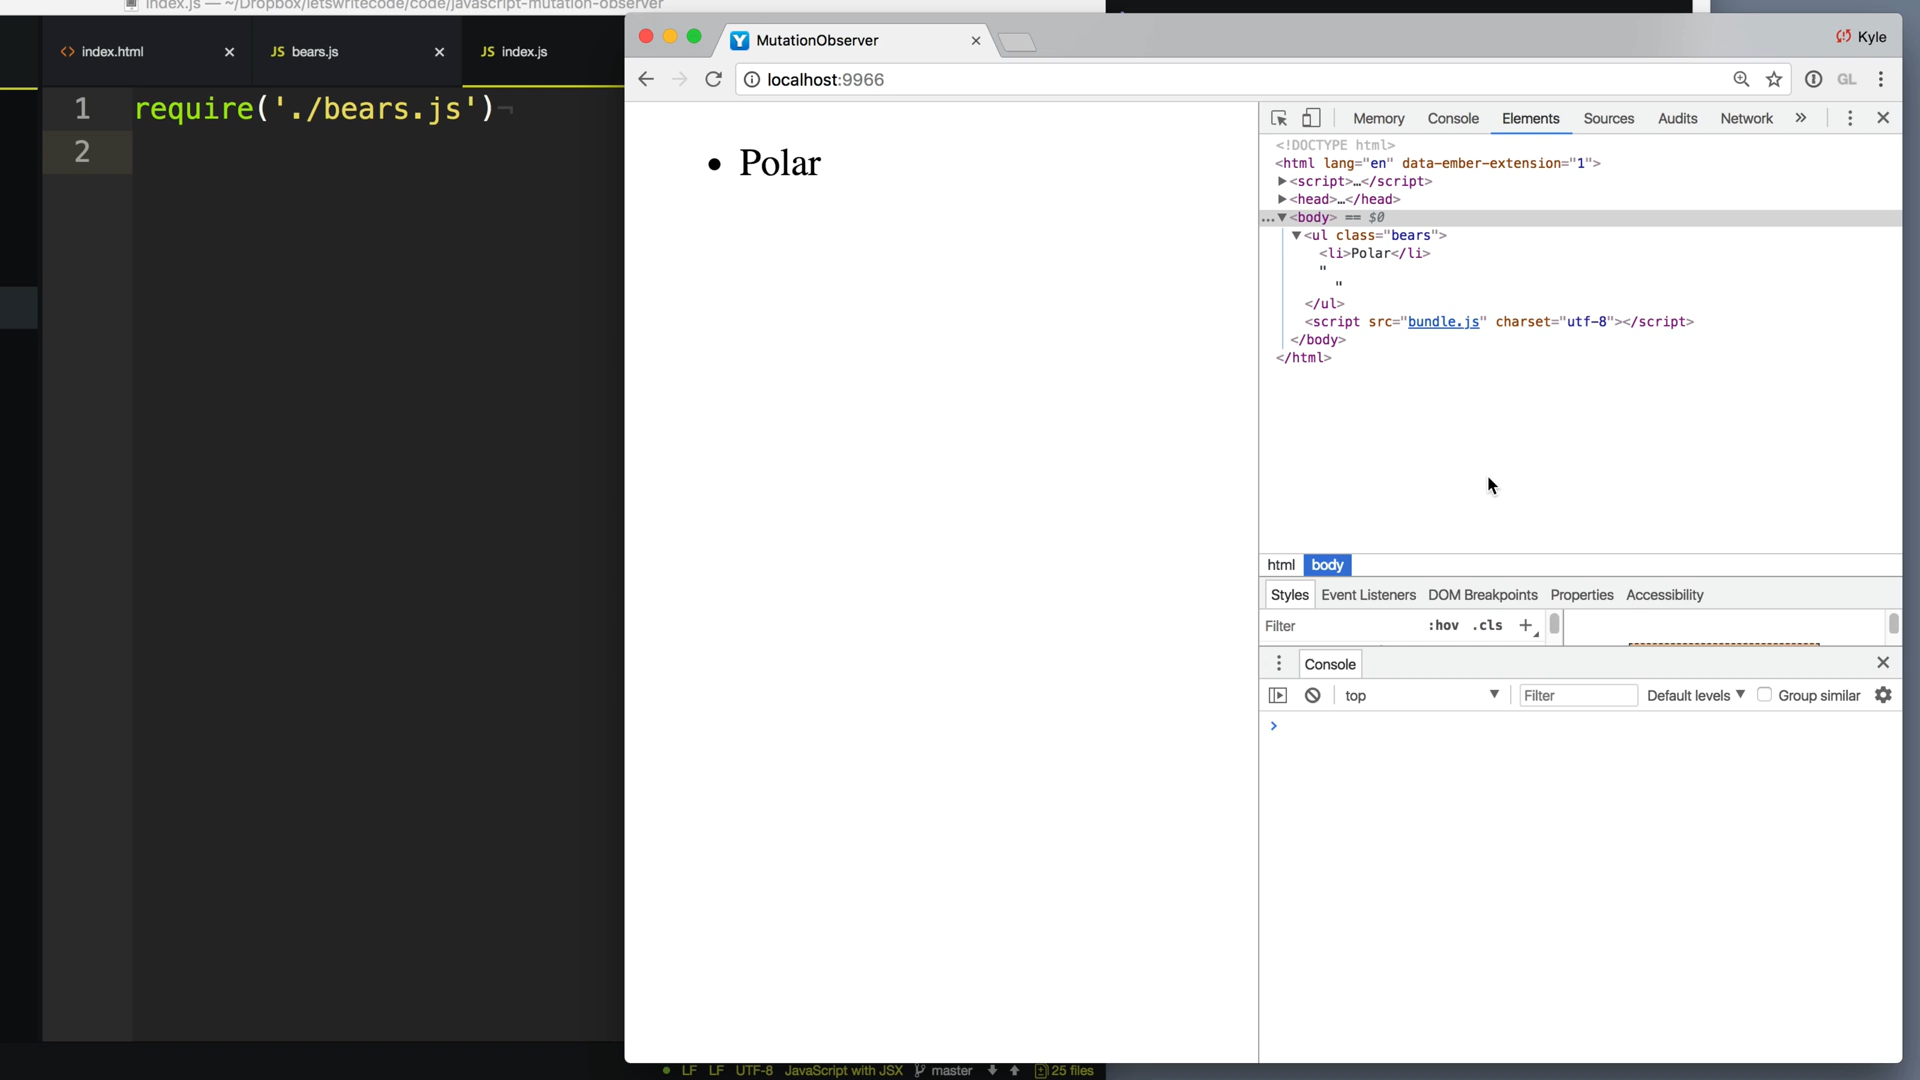 index.js — ~/Dropbox/letswritecode/code/javascript-mutation-observer
index.html
JS bears.js
JS index.js
1 require('./bears.js')¬
2
MutationObserver
Kyle
localhost:9966
GL
Polar
Memory Console Elements Sources Audits Network »
<!DOCTYPE html>
<html lang="en" data-ember-extension="1">
▶<script>…</script>
▶<head>…</head>
…▼<body> == $0
▼<ul class="bears">
<li>Polar</li>
"
"
</ul>
<script src="bundle.js" charset="utf-8"></script>
</body>
</html>
html body
Styles Event Listeners DOM Breakpoints Properties Accessibility
Filter :hov .cls +
Console
top Filter Default levels Group similar
>
LF LF UTF-8 JavaScript with JSX master 25 files